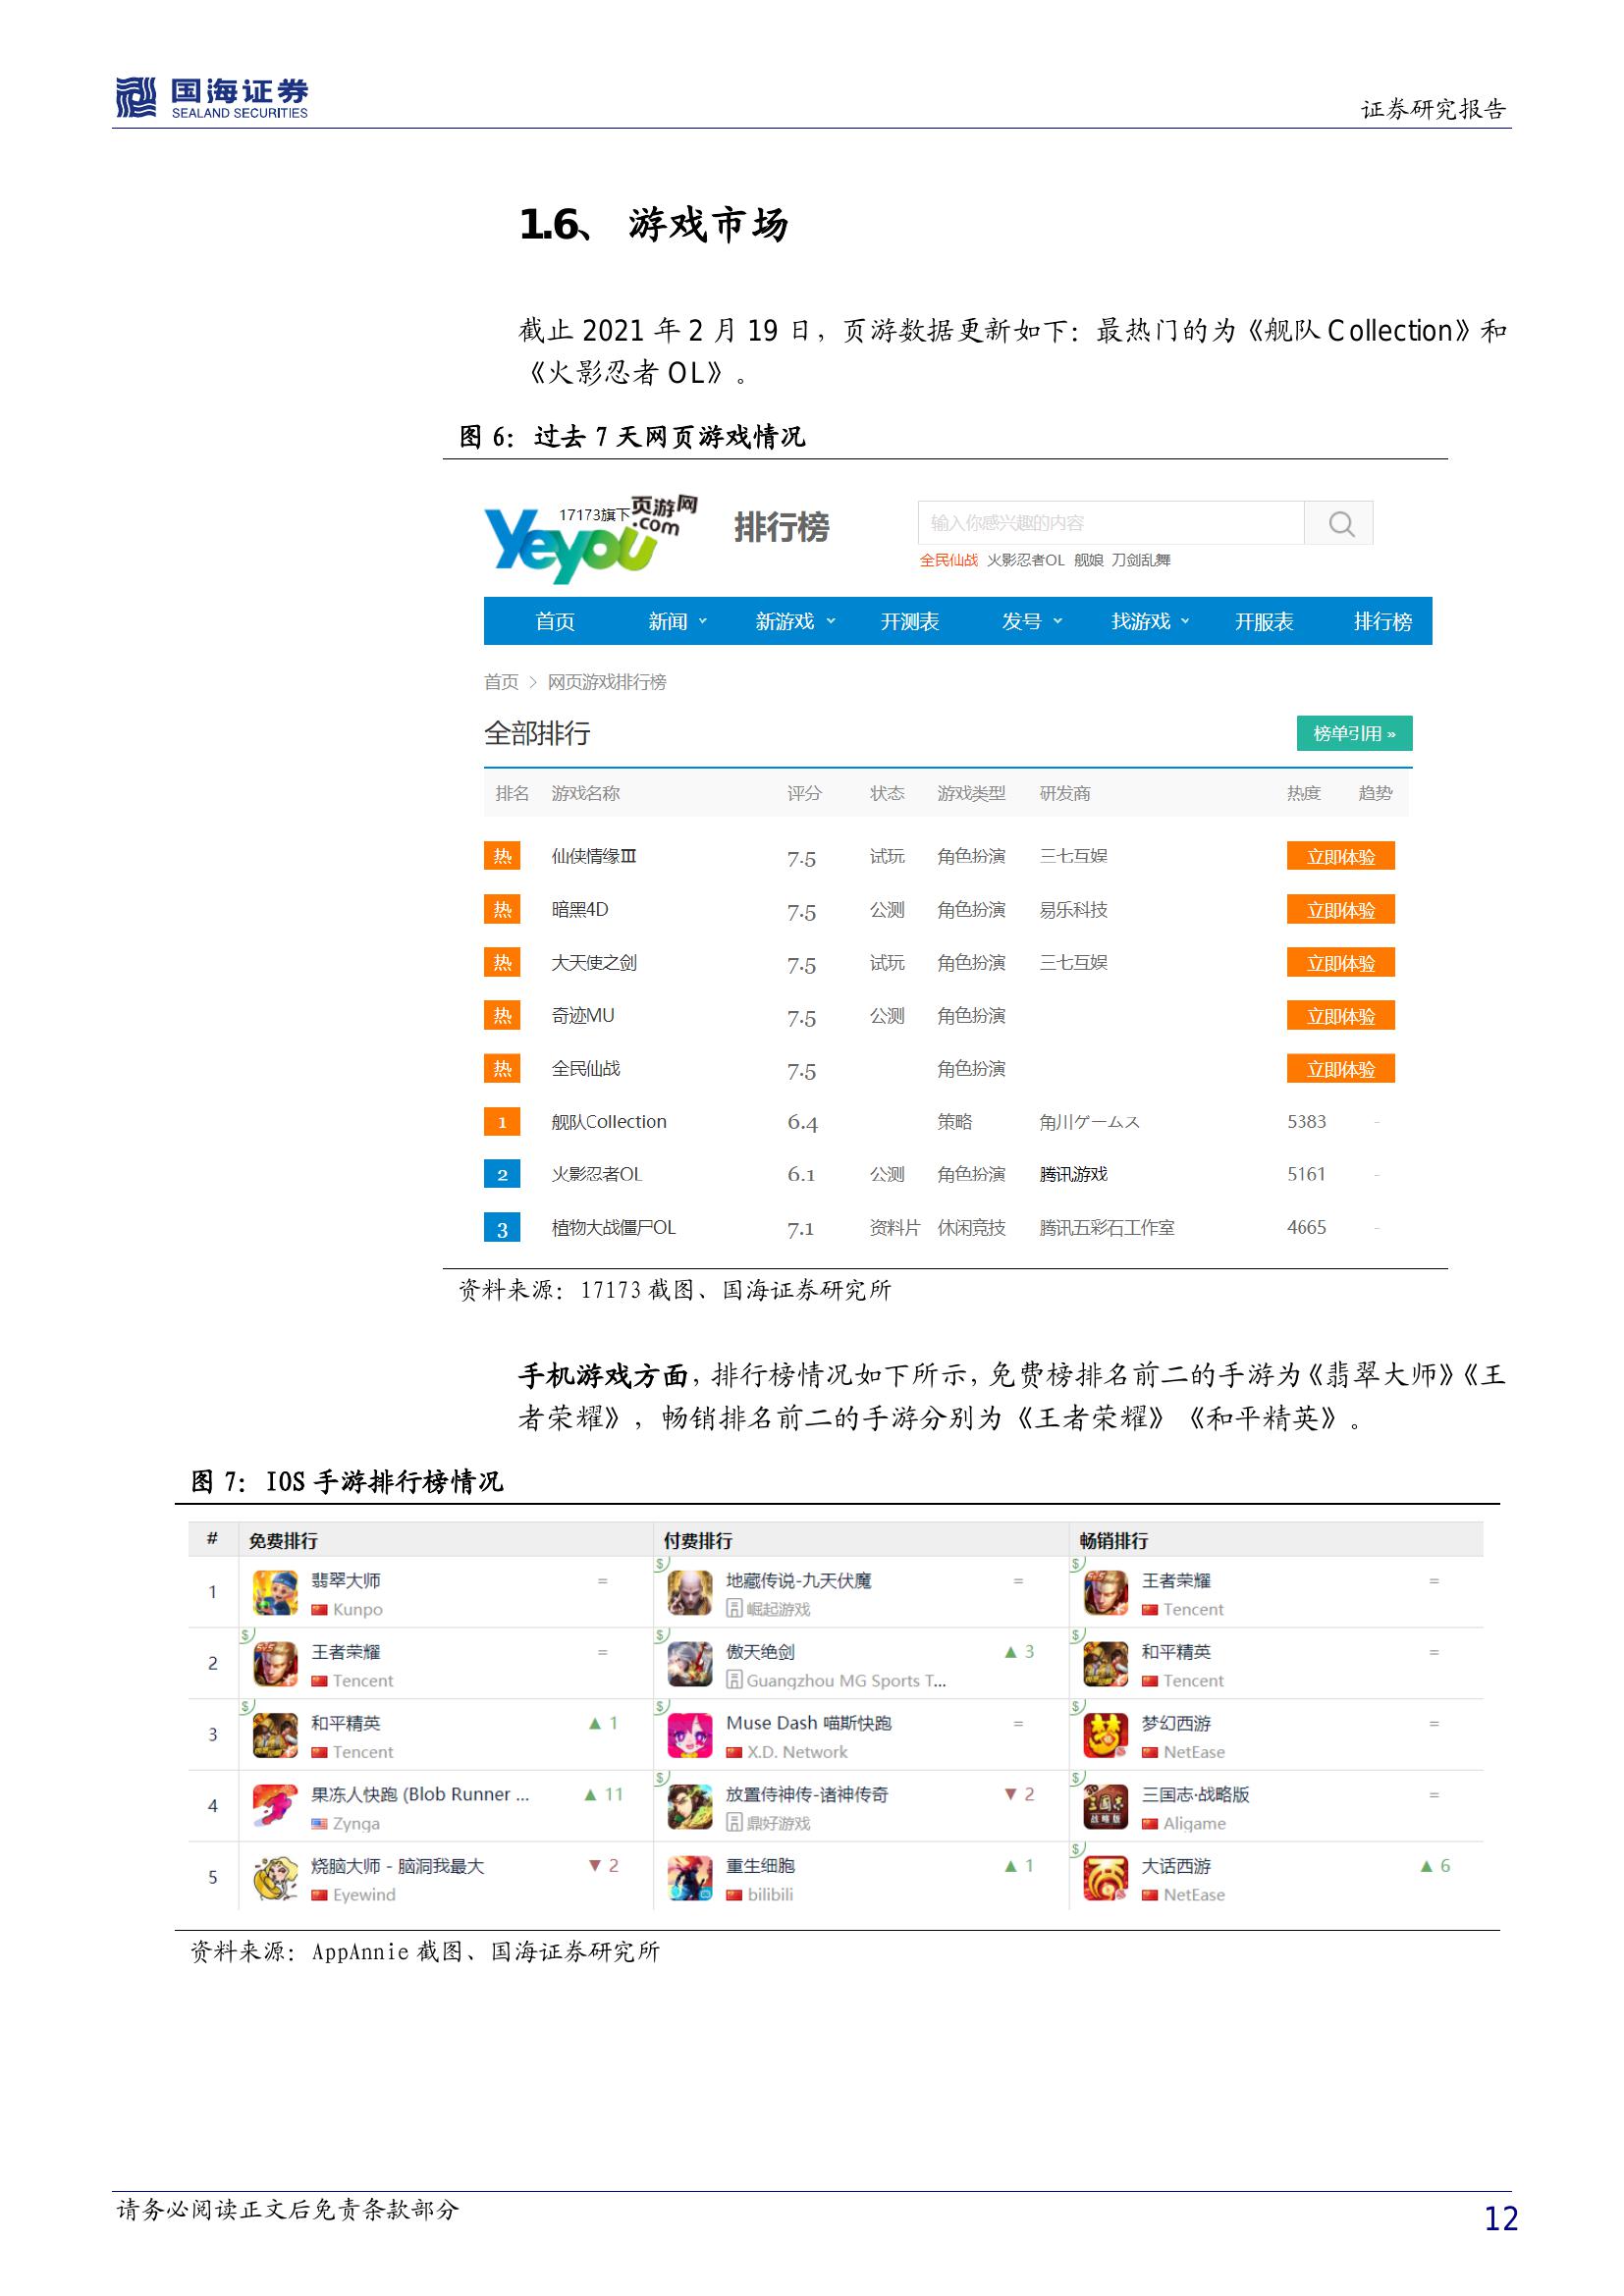 国海证券
SEALAND SECURITIES
证券研究报告
1.6、 游戏市场
截止 2021 年 2 月 19 日，页游数据更新如下：最热门的为《舰队 Collection》和
《火影忍者 OL》。
图 6：过去 7 天网页游戏情况
17173旗下页游网
Yeyou.com
排行榜
输入你感兴趣的内容
全民仙战 火影忍者OL 舰娘 刀剑乱舞
首页 新闻 新游戏 开测表 发号 找游戏 开服表 排行榜
首页 > 网页游戏排行榜
全部排行 榜单引用 »
排名 游戏名称 评分 状态 游戏类型 研发商 热度 趋势
热 仙侠情缘Ⅲ 7.5 试玩 角色扮演 三七互娱 立即体验
热 暗黑4D 7.5 公测 角色扮演 易乐科技 立即体验
热 大天使之剑 7.5 试玩 角色扮演 三七互娱 立即体验
热 奇迹MU 7.5 公测 角色扮演 立即体验
热 全民仙战 7.5 角色扮演 立即体验
1 舰队Collection 6.4 策略 角川ゲームス 5383 -
2 火影忍者OL 6.1 公测 角色扮演 腾讯游戏 5161 -
3 植物大战僵尸OL 7.1 资料片 休闲竞技 腾讯五彩石工作室 4665 -
资料来源：17173 截图、国海证券研究所
手机游戏方面，排行榜情况如下所示，免费榜排名前二的手游为《翡翠大师》《王
者荣耀》，畅销排名前二的手游分别为《王者荣耀》《和平精英》。
图 7：IOS 手游排行榜情况
# 免费排行 付费排行 畅销排行
1 翡翠大师 = $ 地藏传说-九天伏魔 = $ 王者荣耀 =
Kunpo 崛起游戏 Tencent
2 $ 王者荣耀 = $ 傲天绝剑 ▲ 3 $ 和平精英 =
Tencent Guangzhou MG Sports T... Tencent
3 $ 和平精英 ▲ 1 $ Muse Dash 喵斯快跑 = $ 梦幻西游 =
Tencent X.D. Network NetEase
4 果冻人快跑 (Blob Runner ... ▲ 11 $ 放置侍神传-诸神传奇 ▼ 2 $ 三国志·战略版 =
Zynga 鼎好游戏 Aligame
5 烧脑大师 - 脑洞我最大 ▼ 2 重生细胞 ▲ 1 $ 大话西游 ▲ 6
Eyewind bilibili NetEase
资料来源：AppAnnie 截图、国海证券研究所
请务必阅读正文后免责条款部分
12